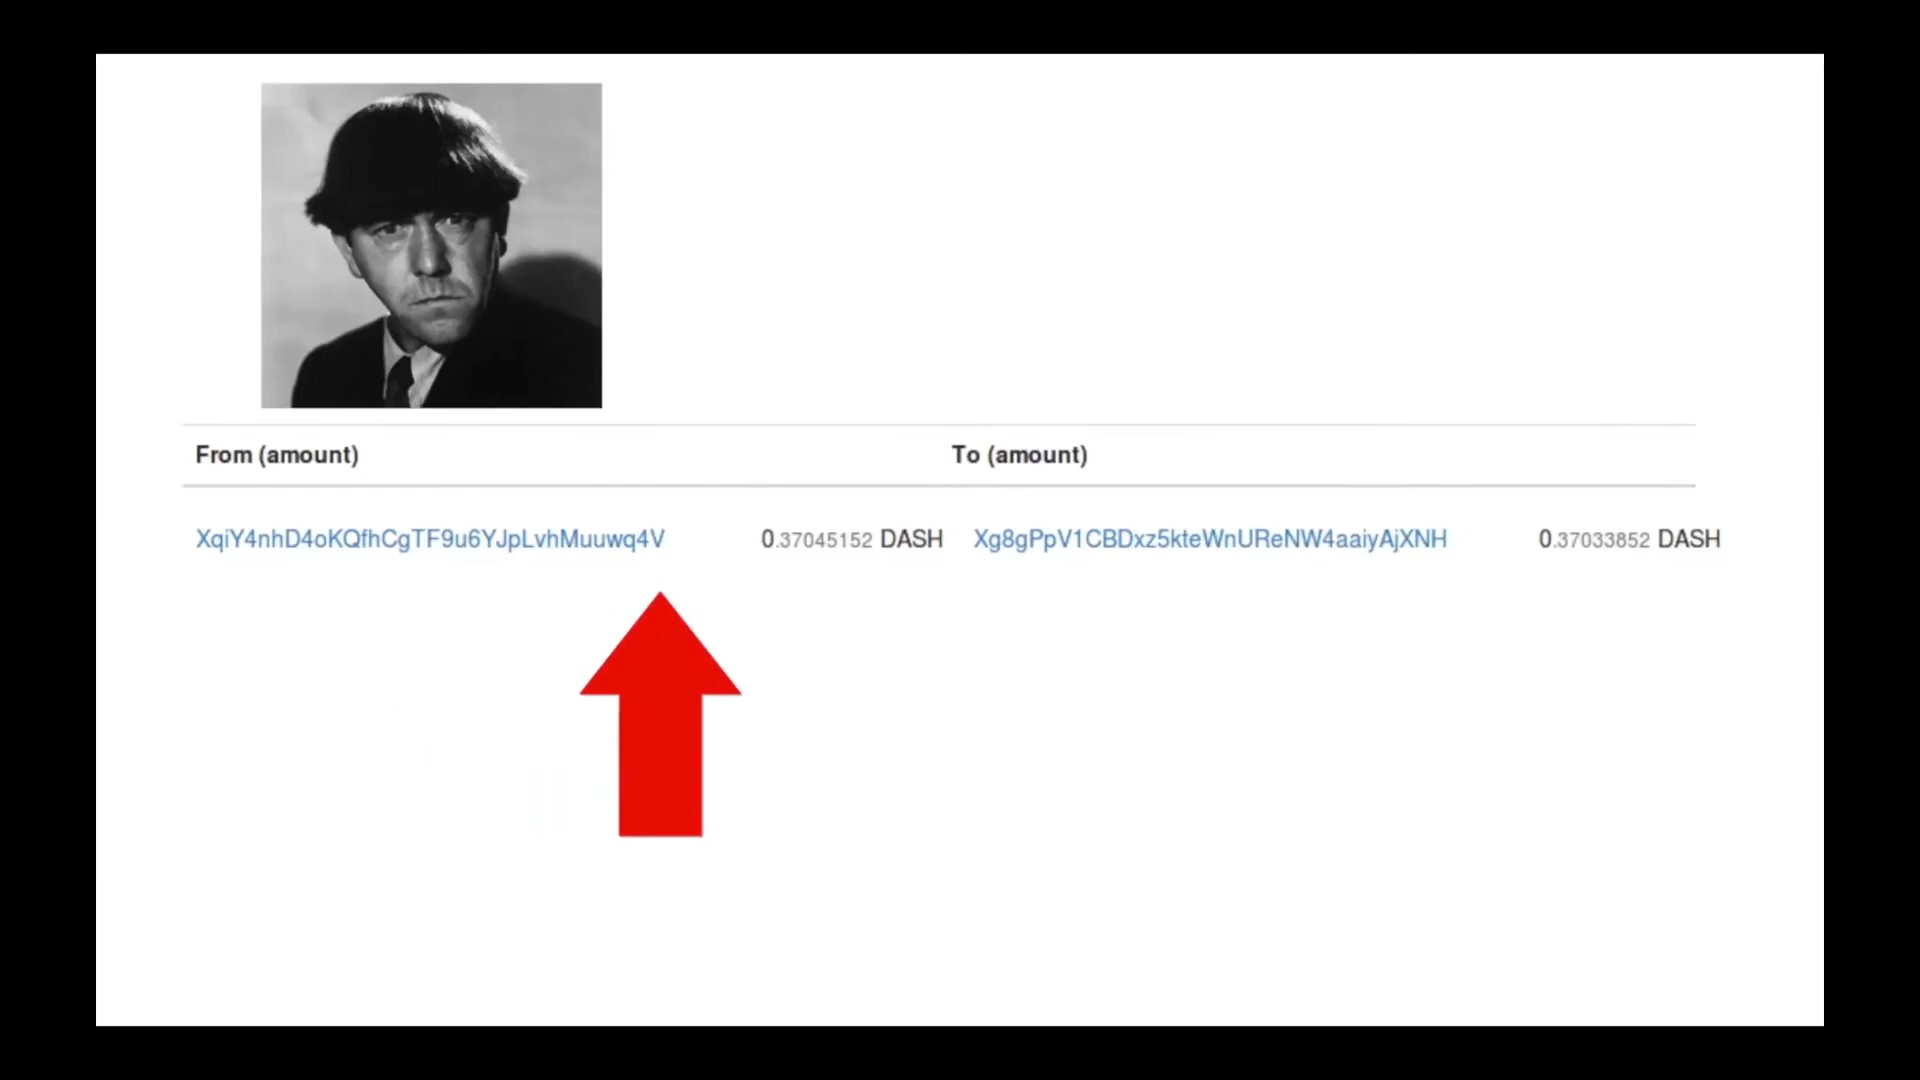 From (amount) To (amount)
XqiY4nhD4oKQfhCgTF9u6YJpLvhMuuwq4V 0.37045152 DASH Xg8gPpV1CBDxz5kteWnUReNW4aaiyAjXNH 0.37033852 DASH